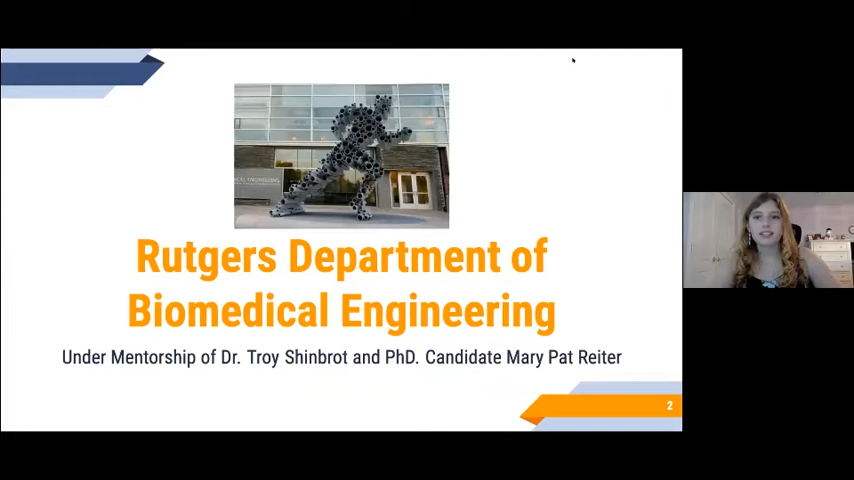 Rutgers Department of
Biomedical Engineering
Under Mentorship of Dr. Troy Shinbrot and PhD. Candidate Mary Pat Reiter
2